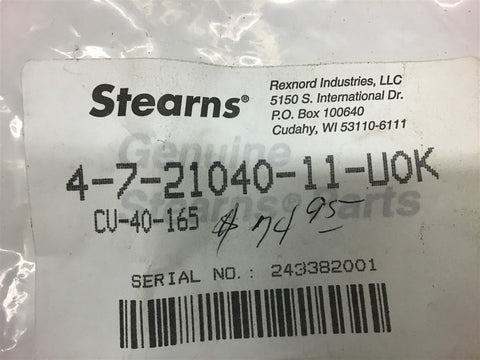 Stearns®
Rexnord Industries, LLC
5150 S. International Dr.
P.O. Box 100640
Cudahy, WI 53110-6111
Genuine
Stearns® Parts
4-7-21040-11-UOK
CV-40-165 $ 74 95
SERIAL NO.: 243382001